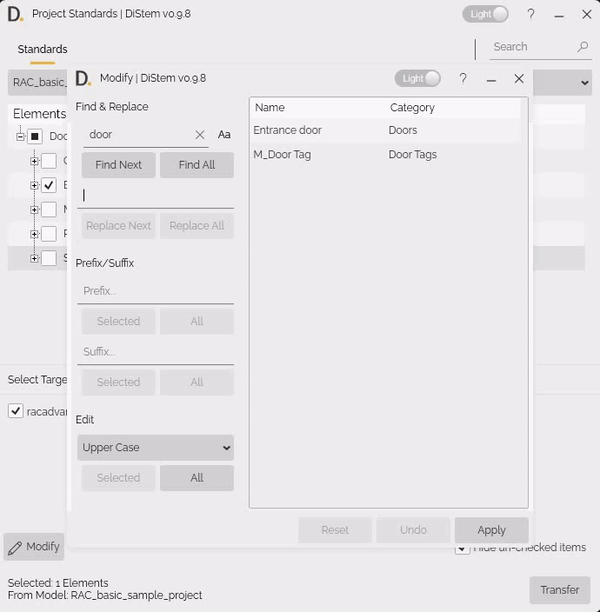 D. Project Standards | DiStem v0.9.8
Light
?
Standards
Search
RAC_basic_
D. Modify | DiStem v0.9.8
Light
?
Elements
Find & Replace
door
Aa
Find Next
Find All
Replace Next
Replace All
Prefix/Suffix
Prefix...
Selected
All
Suffix...
Selected
All
Edit
Upper Case
Selected
All
Name
Category
Entrance door
Doors
M_Door Tag
Door Tags
Reset
Undo
Apply
Doo
Select Targe
racadvan
Modify
Hide un-checked items
Selected: 1 Elements
From Model: RAC_basic_sample_project
Transfer